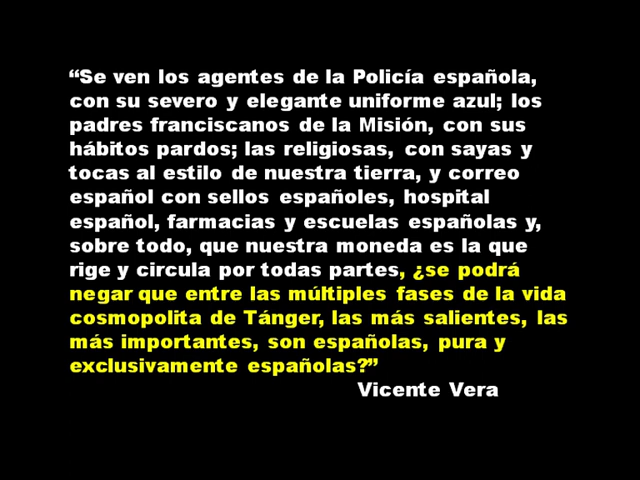 “Se ven los agentes de la Policía española,
con su severo y elegante uniforme azul; los
padres franciscanos de la Misión, con sus
hábitos pardos; las religiosas, con sayas y
tocas al estilo de nuestra tierra, y correo
español con sellos españoles, hospital
español, farmacias y escuelas españolas y,
sobre todo, que nuestra moneda es la que
rige y circula por todas partes, ¿se podrá
negar que entre las múltiples fases de la vida
cosmopolita de Tánger, las más salientes, las
más importantes, son españolas, pura y
exclusivamente españolas?”
Vicente Vera